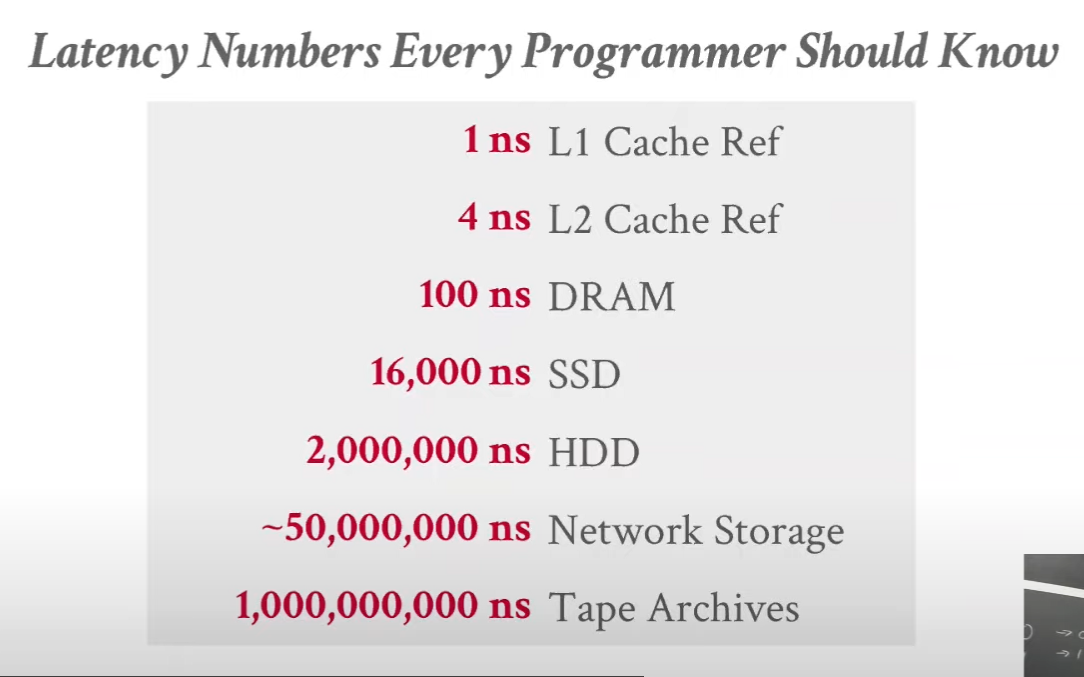 Latency Numbers Every Programmer Should Know
1 ns L1 Cache Ref
4 ns L2 Cache Ref
100 ns DRAM
16,000 ns SSD
2,000,000 ns HDD
~50,000,000 ns Network Storage
1,000,000,000 ns Tape Archives